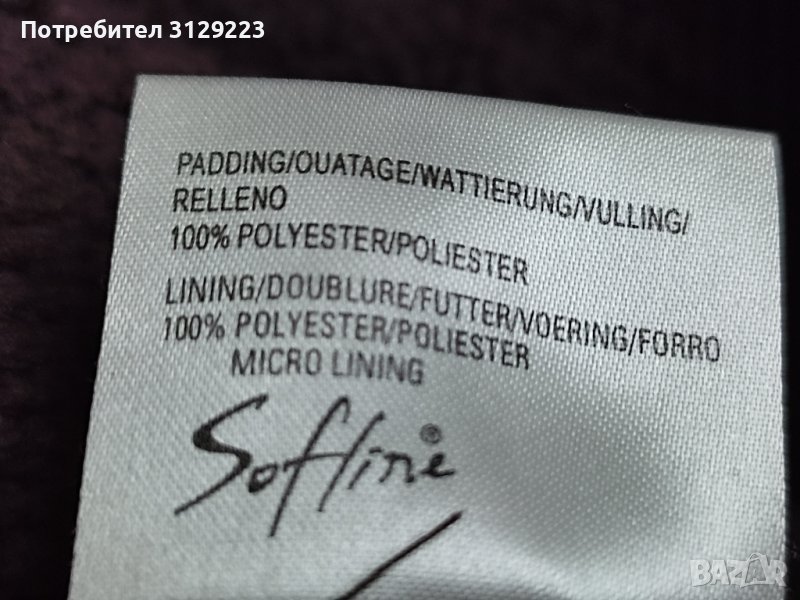 Потребител 3129223
PADDING/OUATAGE/WATTIERUNG/VULLING/
RELLENO
100% POLYESTER/POLIESTER
LINING/DOUBLURE/FUTTER/VOERING/FORRO
100% POLYESTER/POLIESTER
MICRO LINING
Softline®
BAZAR